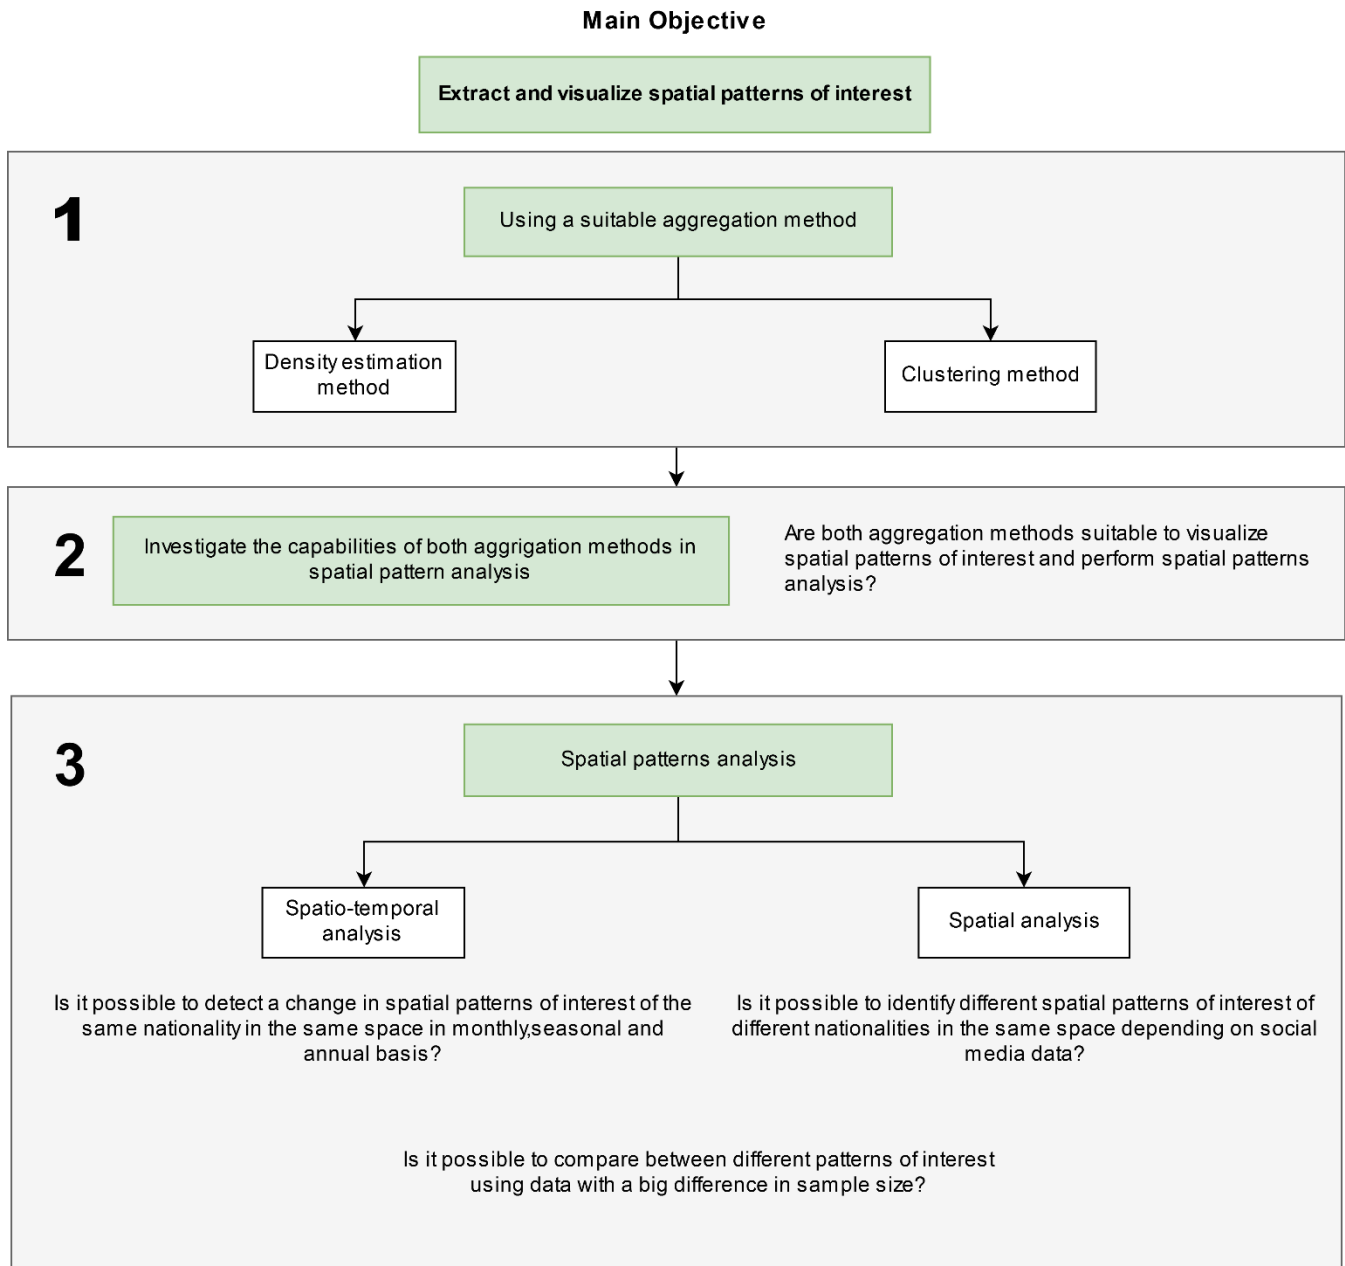 Main Objective
Extract and visualize spatial patterns of interest
1
Using a suitable aggregation method
Density estimation
method
Clustering method
2
Investigate the capabilities of both aggrigation methods in
spatial pattern analysis
Are both aggregation methods suitable to visualize
spatial patterns of interest and perform spatial patterns
analysis?
3
Spatial patterns analysis
Spatio-temporal
analysis
Spatial analysis
Is it possible to detect a change in spatial patterns of interest of the
same nationality in the same space in monthly,seasonal and
annual basis?
Is it possible to identify different spatial patterns of interest of
different nationalities in the same space depending on social
media data?
Is it possible to compare between different patterns of interest
using data with a big difference in sample size?